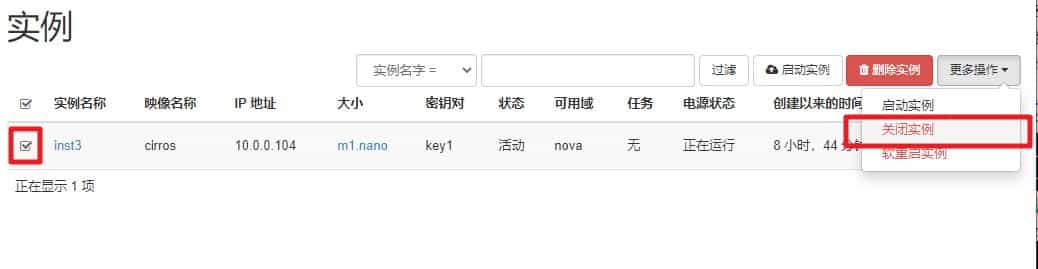 实例
实例名字 = 过滤 启动实例 删除实例 更多操作
实例名称 映像名称 IP 地址 大小 密钥对 状态 可用域 任务 电源状态 创建以来的时间
启动实例
关闭实例
软重启实例
inst3 cirros 10.0.0.104 m1.nano key1 活动 nova 无 正在运行 8 小时，44 分
正在显示 1 项